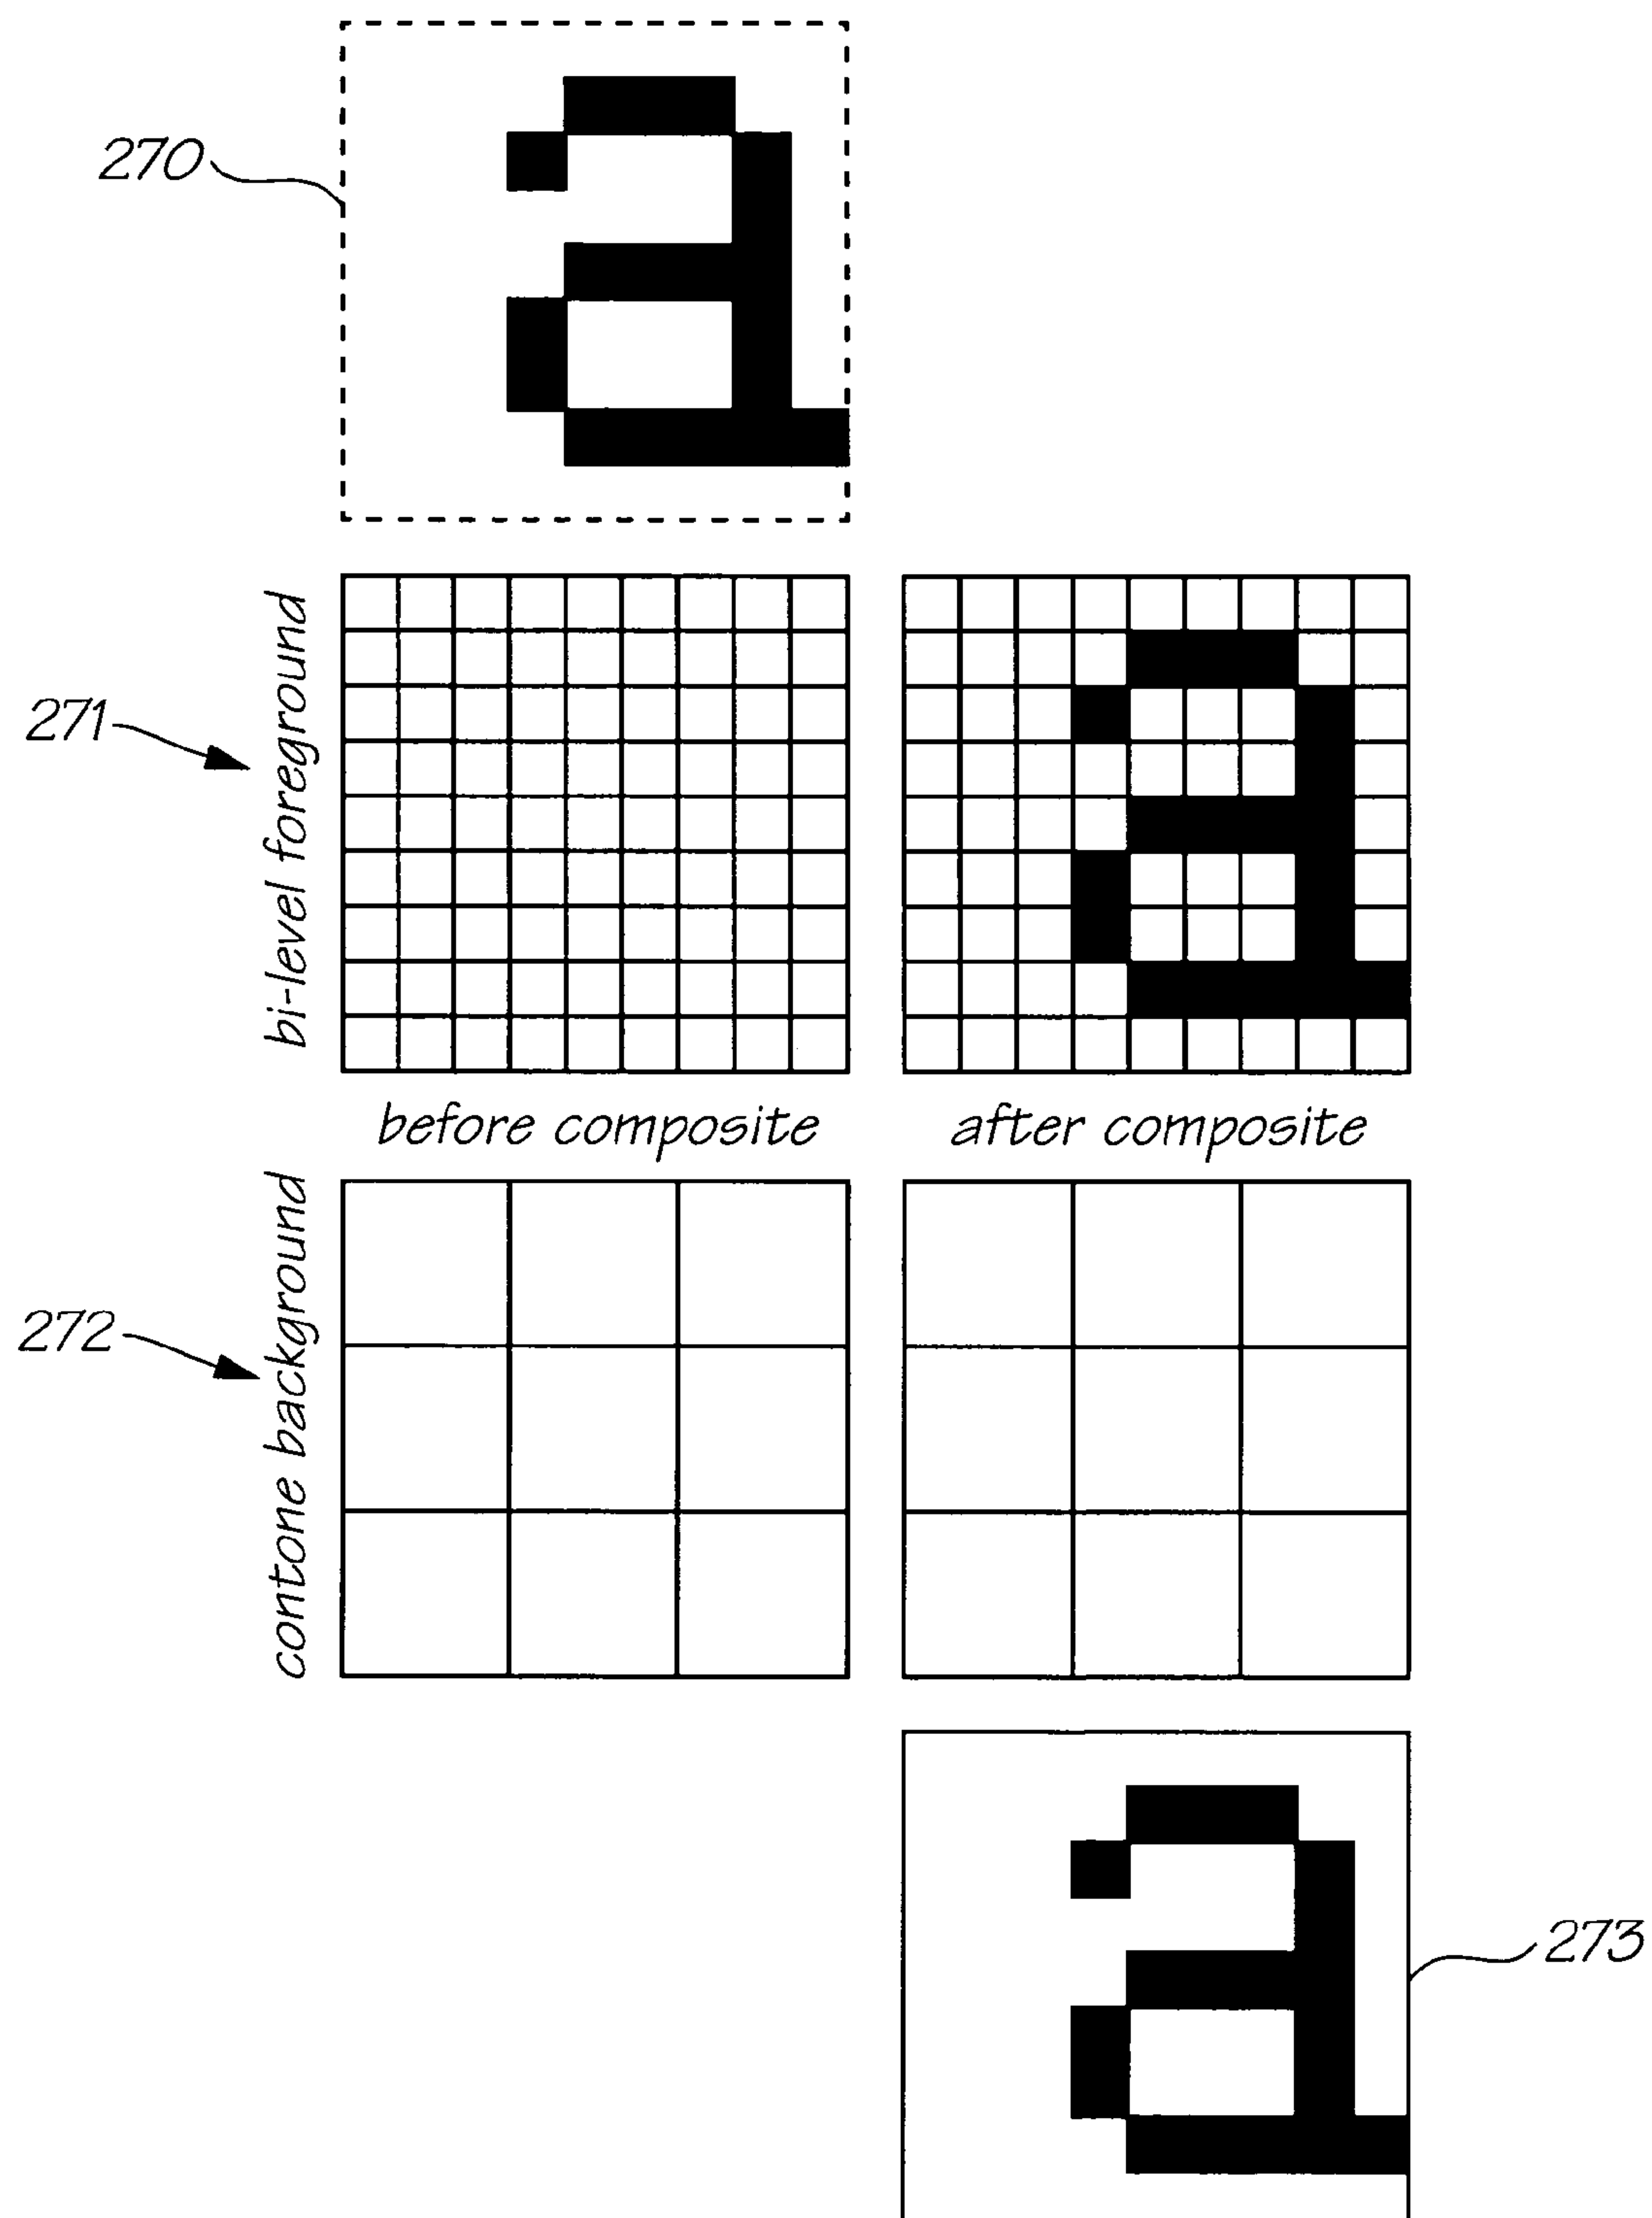 270
a
271
bi-level foreground
a
before composite
after composite
272
contone background
a
273